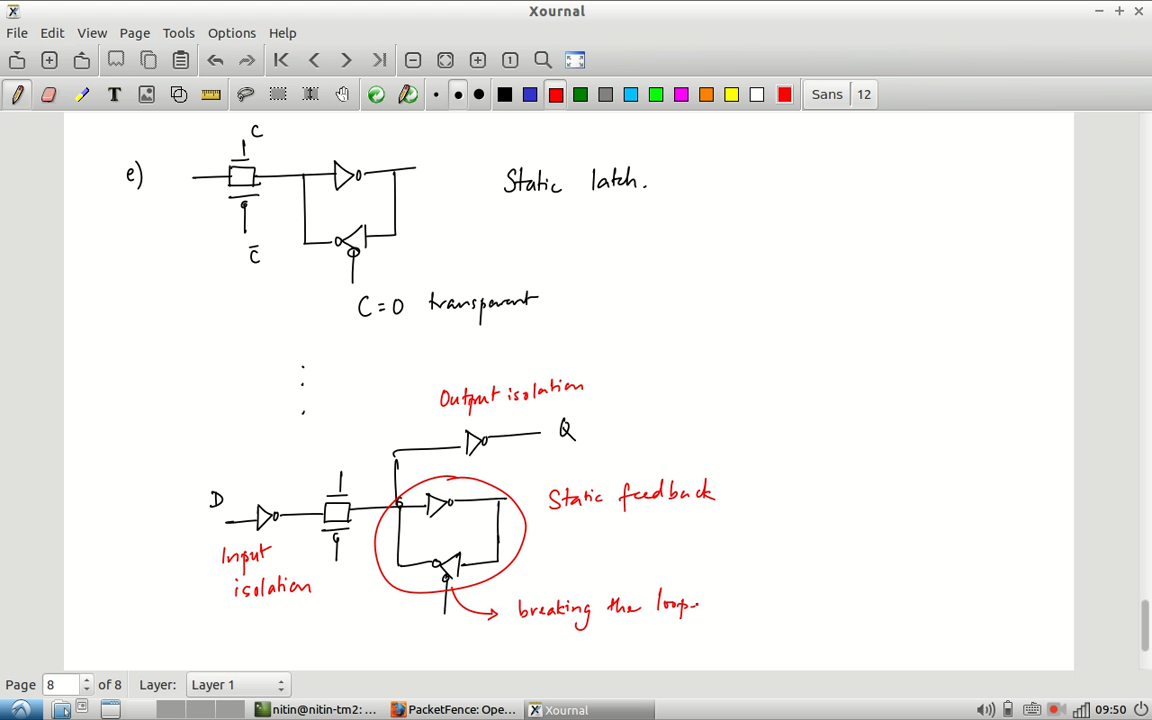 Xournal
File Edit View Page Tools Options Help
Sans 12
C
e)
Static latch.
C̅
C = 0 transparent
Output isolation
Q
D
Static feedback
Input
isolation
breaking the loop.
Page 8 of 8 Layer: Layer 1
nitin@nitin-tm2: ... PacketFence: Ope... Xournal 09:50